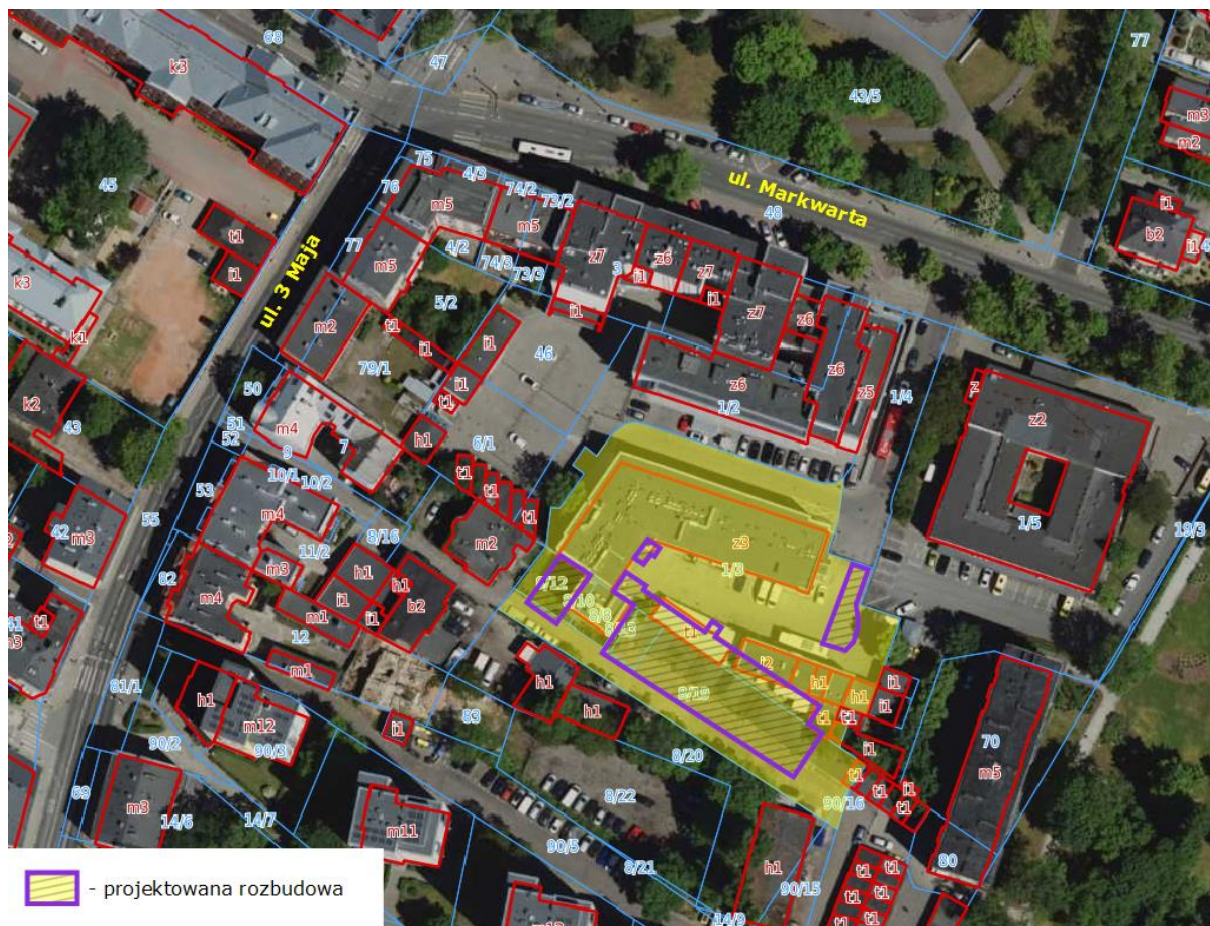 68
47
77
k3
43/5
m3
m2
75
4/3
74/2
73/2
76
m5
m5
ul. Markwarta
48
45
77
4/2
74/3
73/3
z7
3
z6
z7
i1
i1
b2
i1
i1
t1
i1
m5
ul. 3 Maja
5/2
i1
z7
z6
z6
z5
1/4
k3
k1
m2
t1
i1
i1
46
z6
1/2
z
z2
79/1
i1
t1
50
k2
43
51
52
m4
9
7
h1
6/1
10/1
10/2
t1
t1
t1
53
m4
8/16
m2
55
42
m3
11/2
z3
1/3
1/5
19/3
82
m4
m3
h1
h1
i1
i1
m1
b2
8/12
8/8
t1
41
t1
m3
12
m1
i2
h1
h1
i1
i1
t1
t1
8/19
81/1
h1
m12
90/3
90/2
i1
83
h1
h1
i1
70
m5
8/20
t1
i1
t1
90/16
69
m3
14/6
14/7
m11
8/22
90/5
8/21
h1
90/15
80
t1
t1
t1
t1
t1
t1
14/9
- projektowana rozbudowa